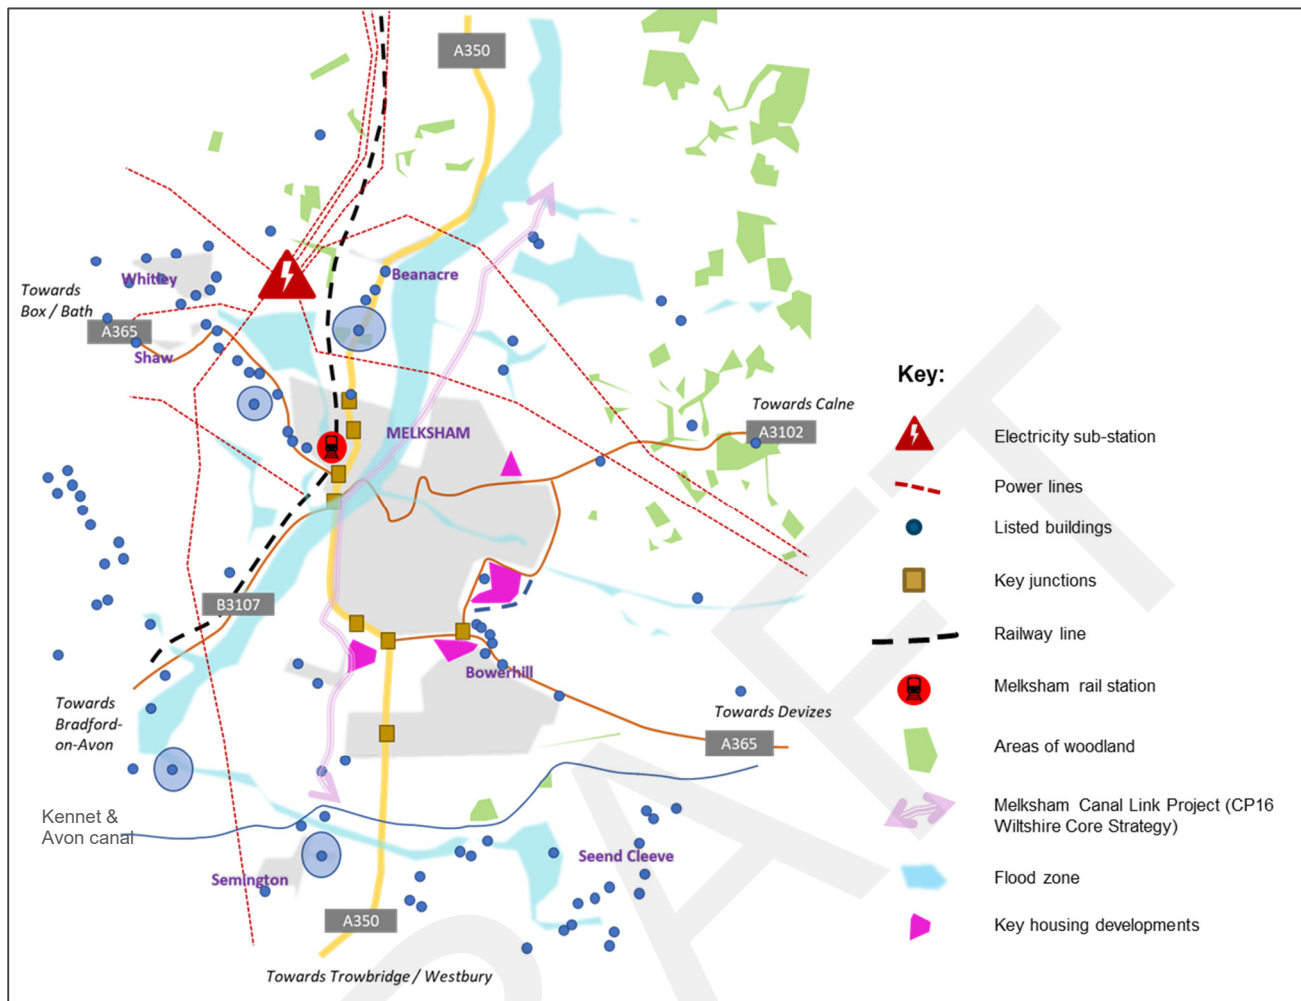 A350
Beanacre
Whitley
Towards
Box / Bath
A365
Shaw
MELKSHAM
Towards Calne
A3102
B3107
Bowerhill
Towards
Bradford-
on-Avon
Towards Devizes
A365
Kennet &
Avon canal
Seend Cleeve
Semington
A350
Towards Trowbridge / Westbury
Key:
Electricity sub-station
Power lines
Listed buildings
Key junctions
Railway line
Melksham rail station
Areas of woodland
Melksham Canal Link Project (CP16
Wiltshire Core Strategy)
Flood zone
Key housing developments
DRAFT